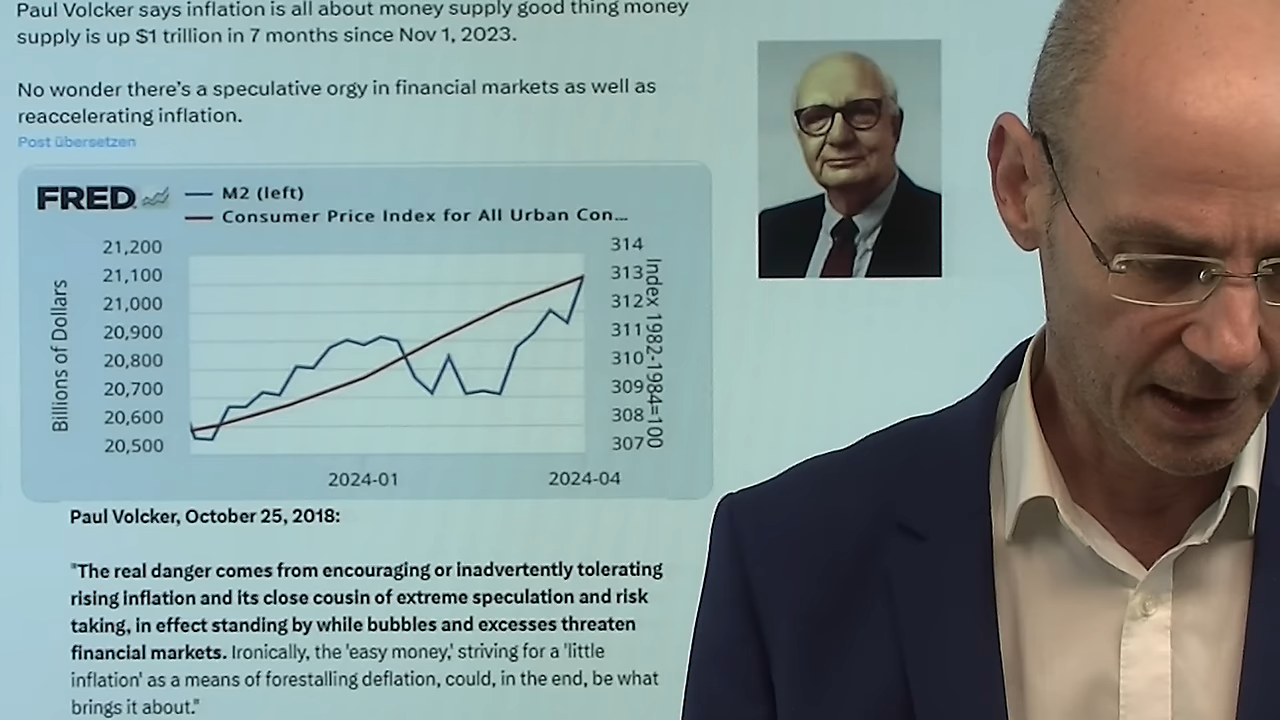 Paul Volcker says inflation is all about money supply good thing money
supply is up $1 trillion in 7 months since Nov 1, 2023.
No wonder there's a speculative orgy in financial markets as well as
reaccelerating inflation.
Post übersetzen
FRED
M2 (left)
Consumer Price Index for All Urban Con...
21,200
21,100
21,000
20,900
20,800
20,700
20,600
20,500
Billions of Dollars
314
313
312
311
310
309
308
307
Index 1982-1984=100
2024-01
2024-04
Paul Volcker, October 25, 2018:
"The real danger comes from encouraging or inadvertently tolerating
rising inflation and its close cousin of extreme speculation and risk
taking, in effect standing by while bubbles and excesses threaten
financial markets. Ironically, the 'easy money,' striving for a 'little
inflation' as a means of forestalling deflation, could, in the end, be what
brings it about."